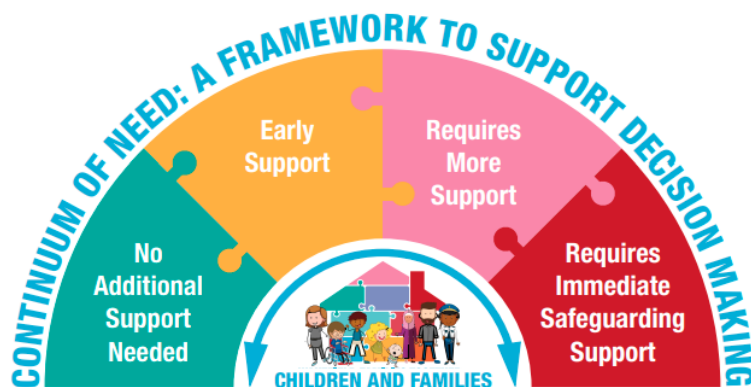 CONTINUUM OF NEED: A FRAMEWORK TO SUPPORT DECISION MAKING
No
Additional
Support
Needed
Early
Support
Requires
More
Support
Requires
Immediate
Safeguarding
Support
CHILDREN AND FAMILIES